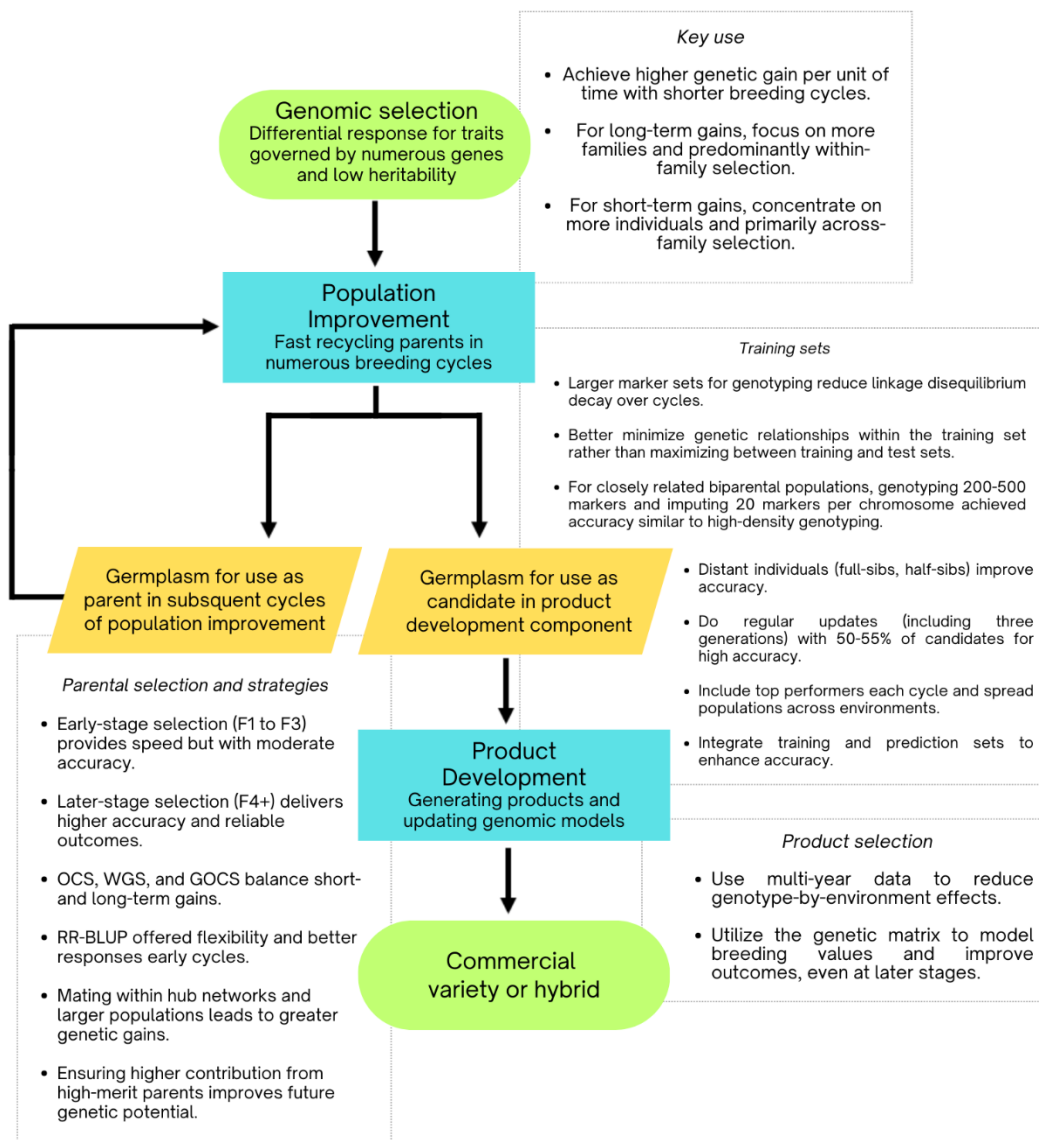 Genomic selection
Differential response for traits
governed by numerous genes
and low heritability
Key use
• Achieve higher genetic gain per unit of
time with shorter breeding cycles.
• For long-term gains, focus on more
families and predominantly within-
family selection.
• For short-term gains, concentrate on
more individuals and primarily across-
family selection.
Population
Improvement
Fast recycling parents in
numerous breeding cycles
Training sets
• Larger marker sets for genotyping reduce linkage disequilibrium
decay over cycles.
• Better minimize genetic relationships within the training set
rather than maximizing between training and test sets.
• For closely related biparental populations, genotyping 200-500
markers and imputing 20 markers per chromosome achieved
accuracy similar to high-density genotyping.
• Distant individuals (full-sibs, half-sibs) improve
accuracy.
• Do regular updates (including three
generations) with 50-55% of candidates for
high accuracy.
• Include top performers each cycle and spread
populations across environments.
• Integrate training and prediction sets to
enhance accuracy.
Germplasm for use as
parent in subsquent cycles
of population improvement
Germplasm for use as
candidate in product
development component
Parental selection and strategies
• Early-stage selection (F1 to F3)
provides speed but with moderate
accuracy.
• Later-stage selection (F4+) delivers
higher accuracy and reliable
outcomes.
• OCS, WGS, and GOCS balance short-
and long-term gains.
• RR-BLUP offered flexibility and better
responses early cycles.
• Mating within hub networks and
larger populations leads to greater
genetic gains.
• Ensuring higher contribution from
high-merit parents improves future
genetic potential.
Product
Development
Generating products and
updating genomic models
Product selection
• Use multi-year data to reduce
genotype-by-environment effects.
• Utilize the genetic matrix to model
breeding values and improve
outcomes, even at later stages.
Commercial
variety or hybrid